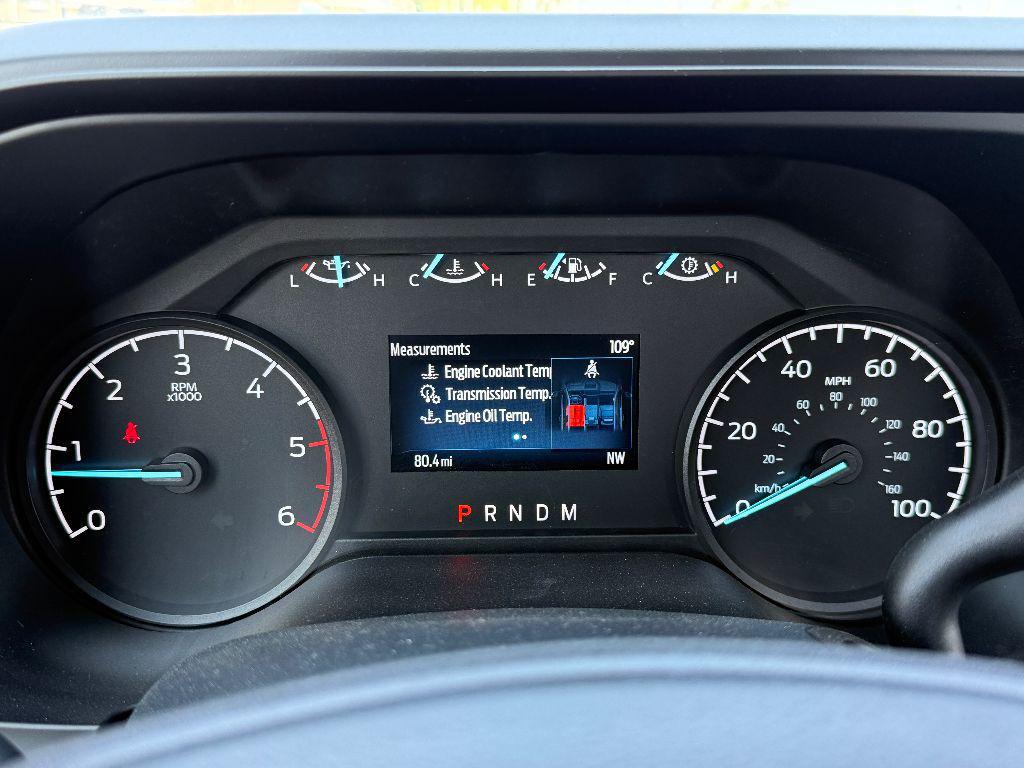 L H C H E F C H
Measurements 109°
Engine Coolant Temp
Transmission Temp.
Engine Oil Temp.
80.4 mi NW
P R N D M
0 1 2 3 4 5 6
RPM
x1000
0 20 40 60 80 100
MPH
20 40 60 80 100 120 140 160
km/h